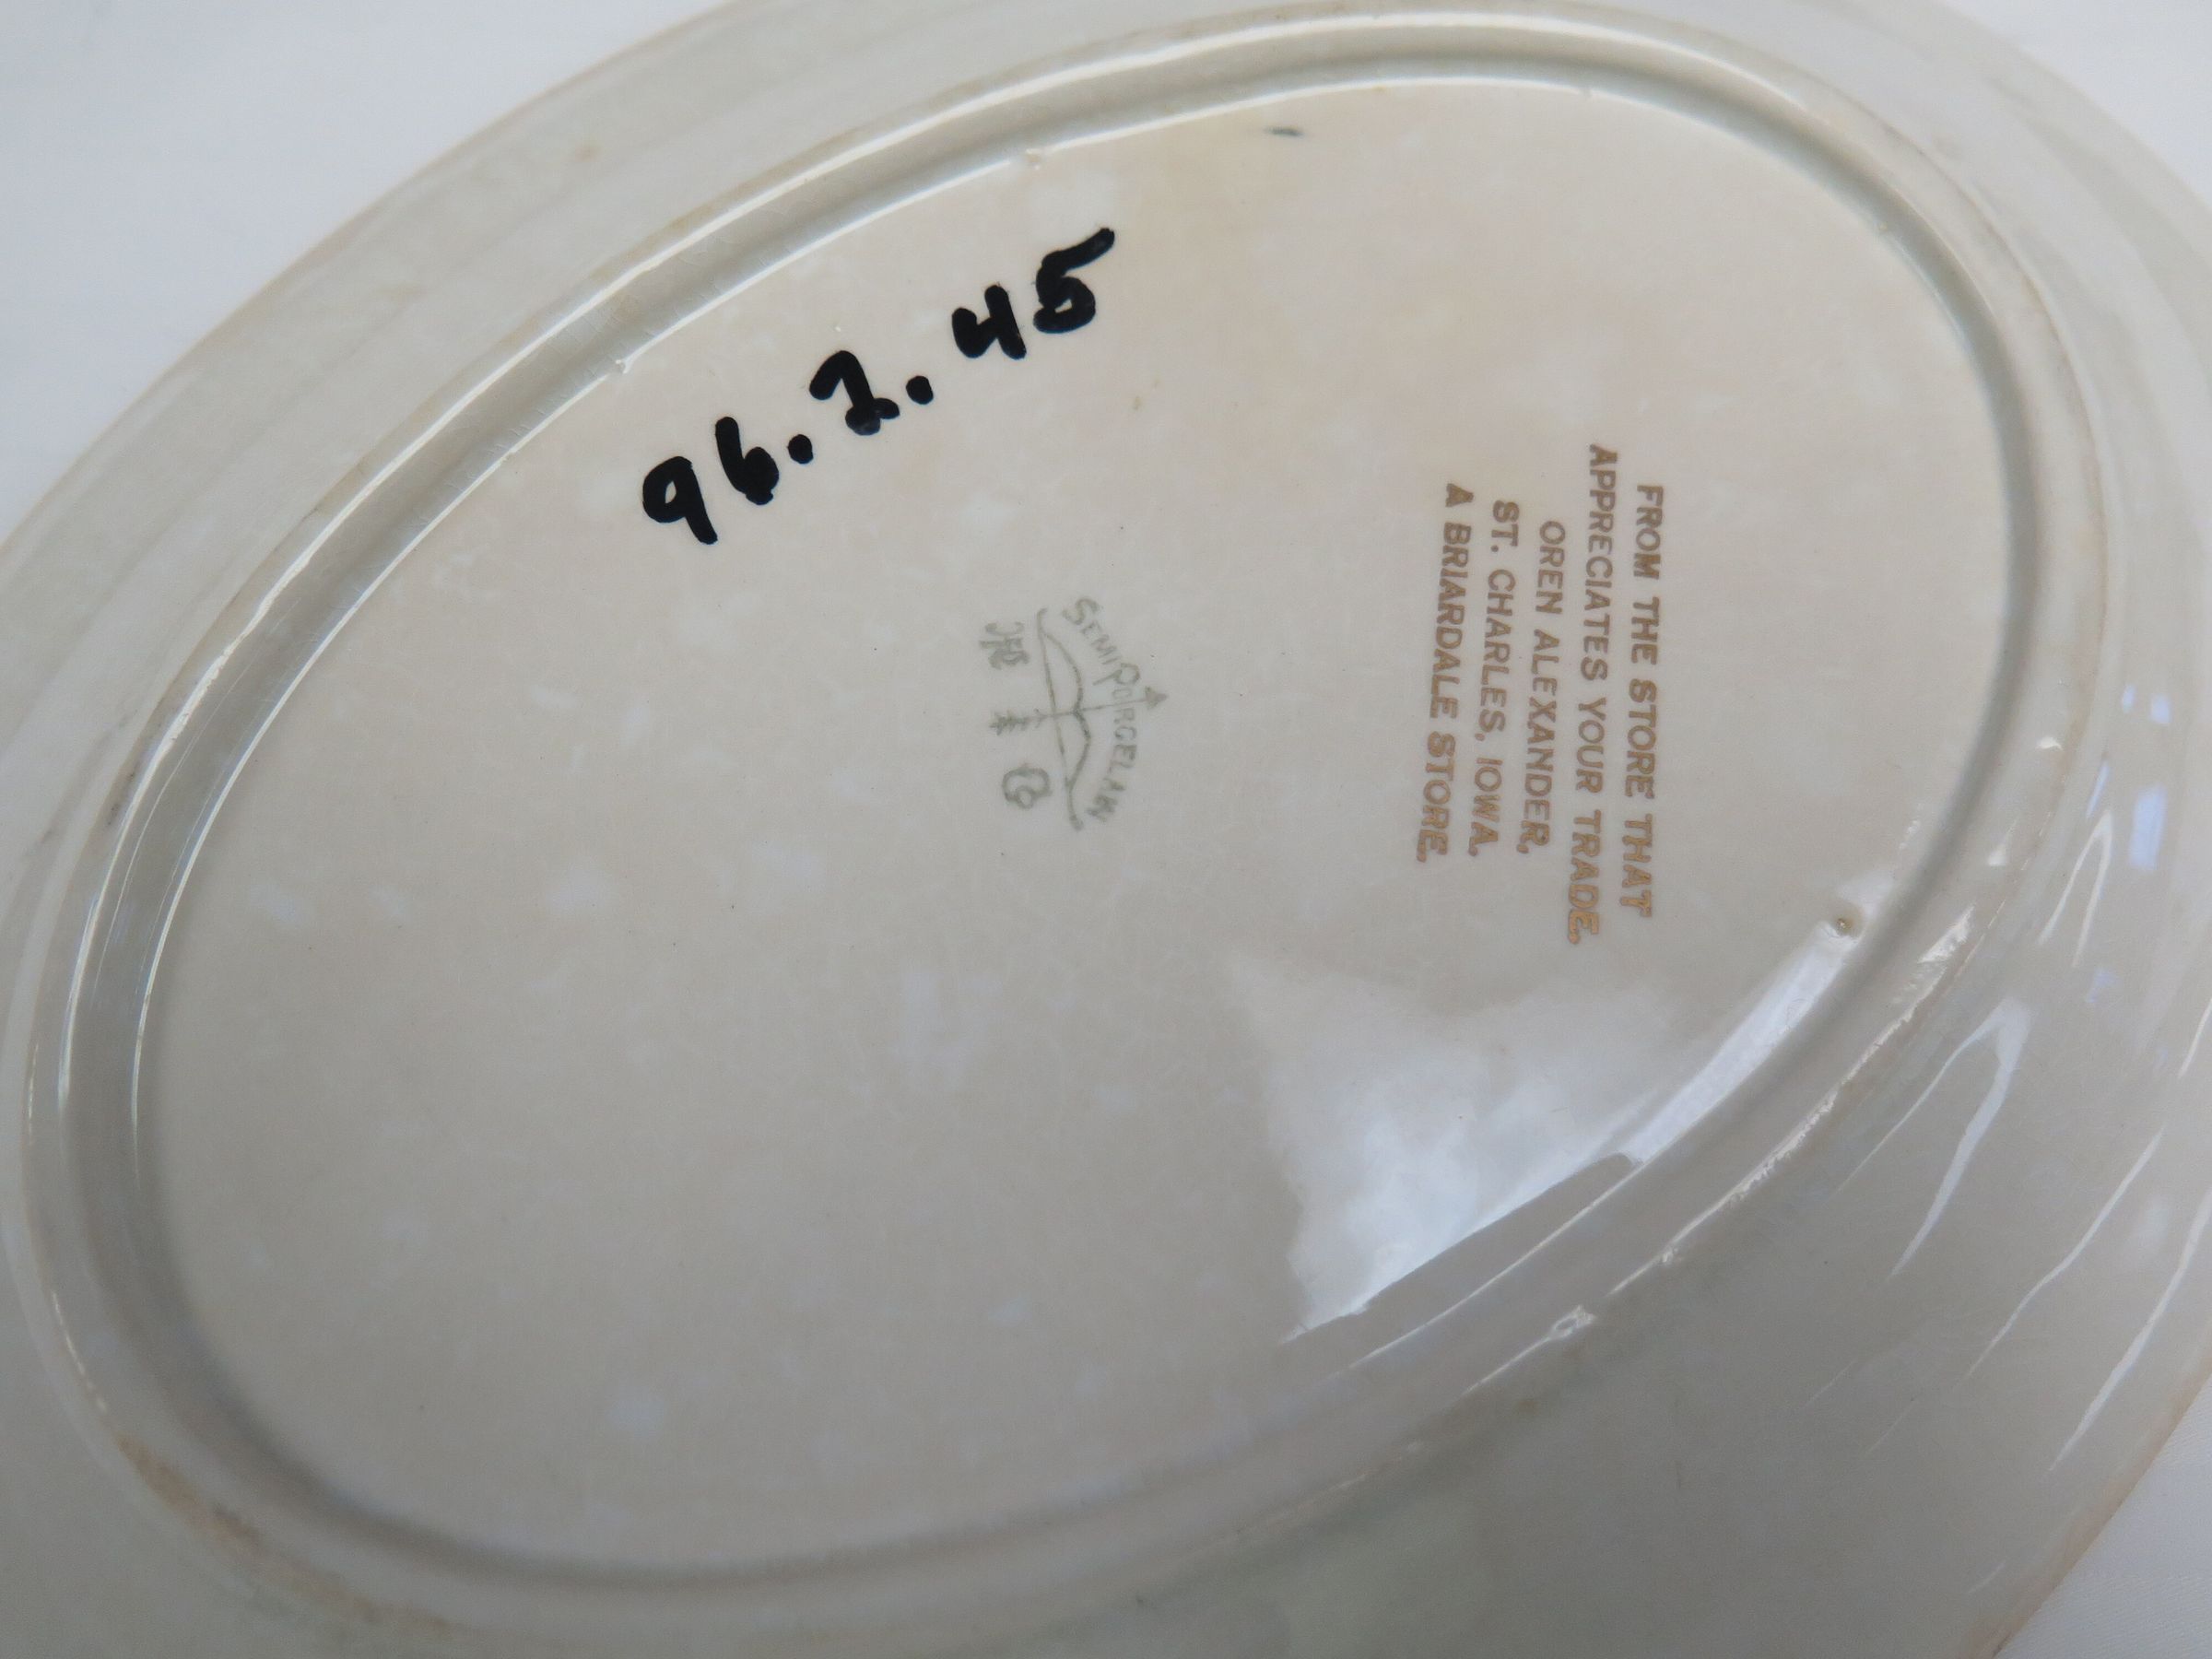 96.2.45
FROM THE STORE THAT
APPRECIATES YOUR TRADE.
OREN ALEXANDER,
ST. CHARLES, IOWA.
A BRIARDALE STORE.
SEMI PORCELAIN